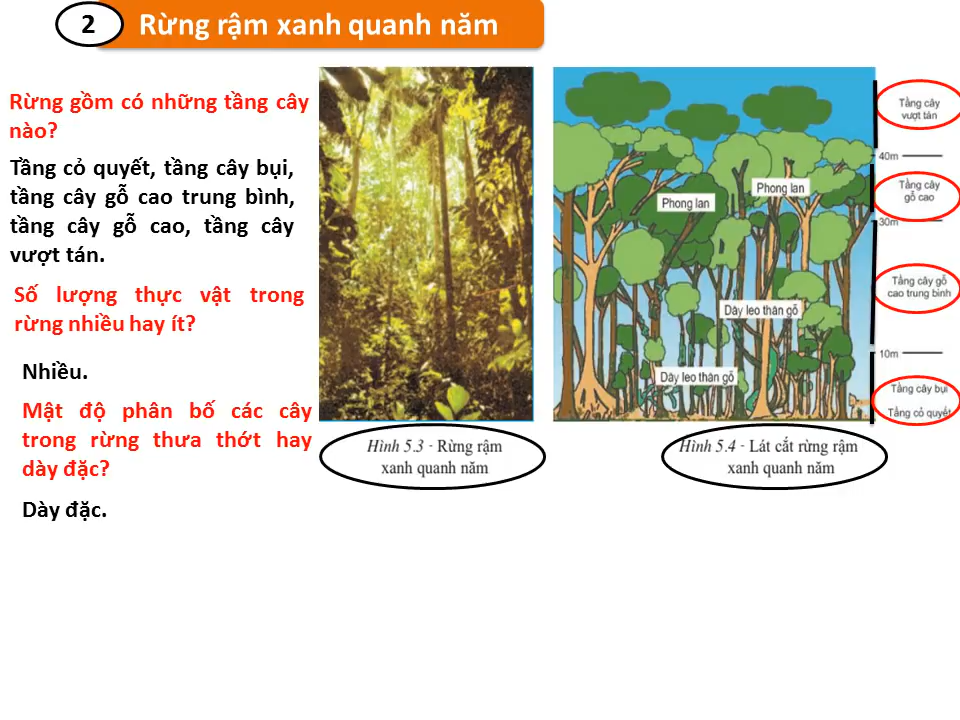 2
Rừng rậm xanh quanh năm
Rừng gồm có những tầng cây
nào?
Tầng cỏ quyết, tầng cây bụi,
tầng cây gỗ cao trung bình,
tầng cây gỗ cao, tầng cây
vượt tán.
Số lượng thực vật trong
rừng nhiều hay ít?
Nhiều.
Mật độ phân bố các cây
trong rừng thưa thớt hay
dày đặc?
Dày đặc.
Hình 5.3 - Rừng rậm
xanh quanh năm
Phong lan
Phong lan
Dây leo thân gỗ
Dây leo thân gỗ
Tầng cây
vượt tán
40m
Tầng cây
gỗ cao
30m
Tầng cây gỗ
cao trung bình
10m
Tầng cây bụi
Tầng cỏ quyết
Hình 5.4 - Lát cắt rừng rậm
xanh quanh năm